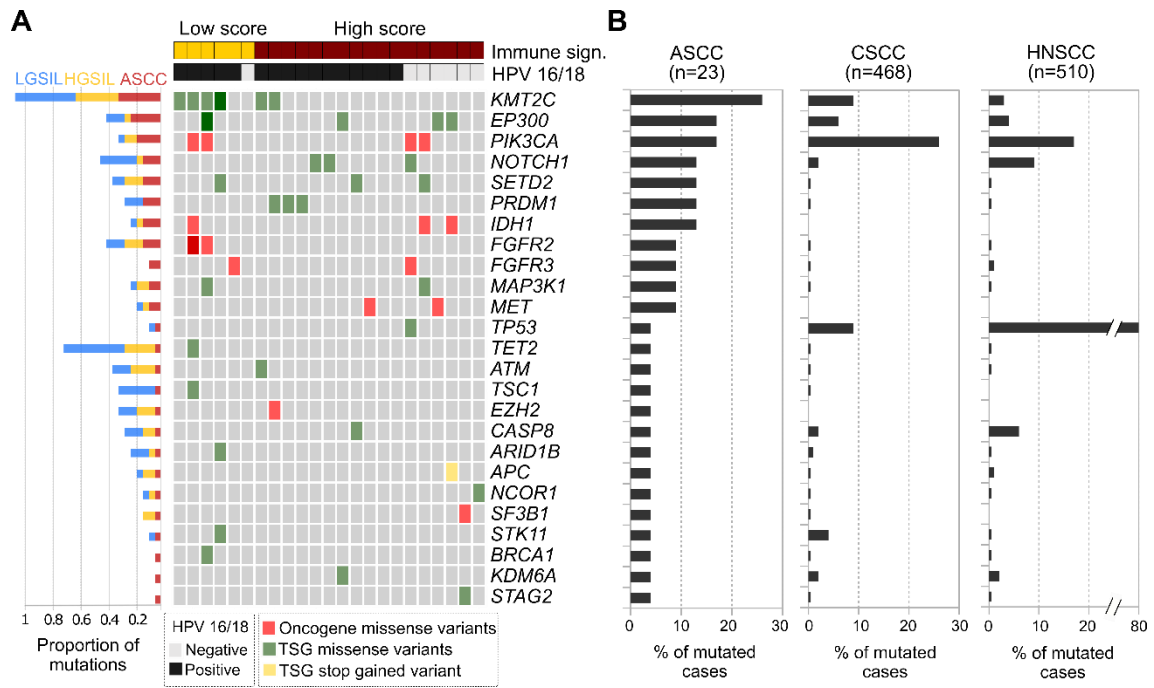 A
B
Low score
High score
Immune sign.
HPV 16/18
LGSIL HGSIL ASCC
KMT2C
EP300
PIK3CA
NOTCH1
SETD2
PRDM1
IDH1
FGFR2
FGFR3
MAP3K1
MET
TP53
TET2
ATM
TSC1
EZH2
CASP8
ARID1B
APC
NCOR1
SF3B1
STK11
BRCA1
KDM6A
STAG2
1 0.8 0.6 0.4 0.2
Proportion of
mutations
HPV 16/18
Negative
Positive
Oncogene missense variants
TSG missense variants
TSG stop gained variant
ASCC
(n=23)
0 10 20 30
% of mutated
cases
CSCC
(n=468)
0 10 20 30
% of mutated
cases
HNSCC
(n=510)
0 10 20 80
% of mutated
cases